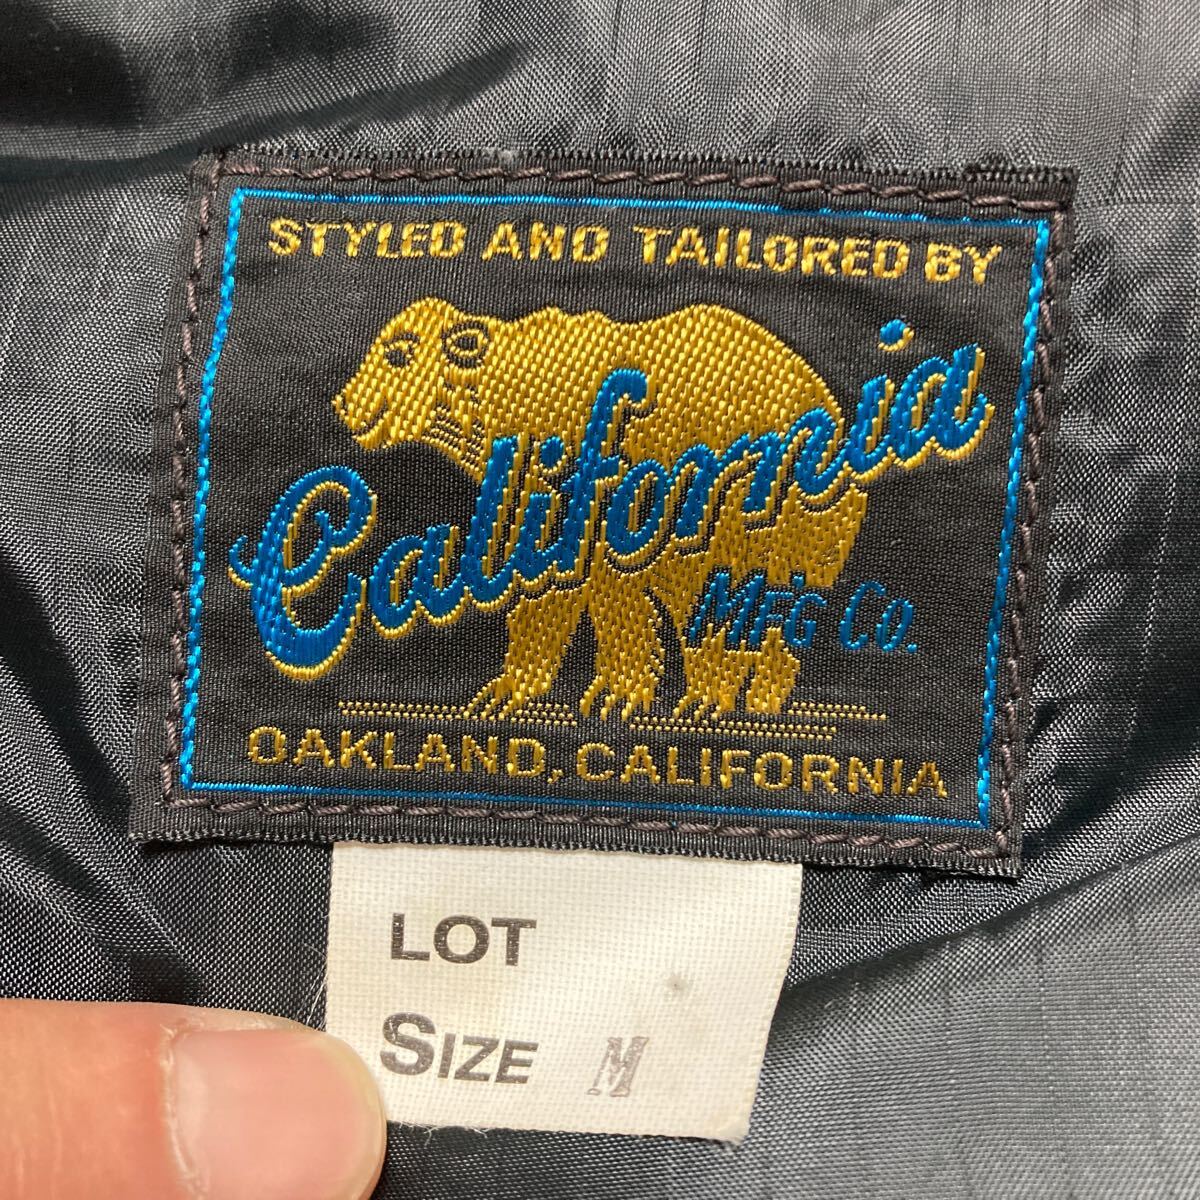 STYLED AND TAILORED BY
California
MFG CO.
OAKLAND, CALIFORNIA
LOT
SIZE M